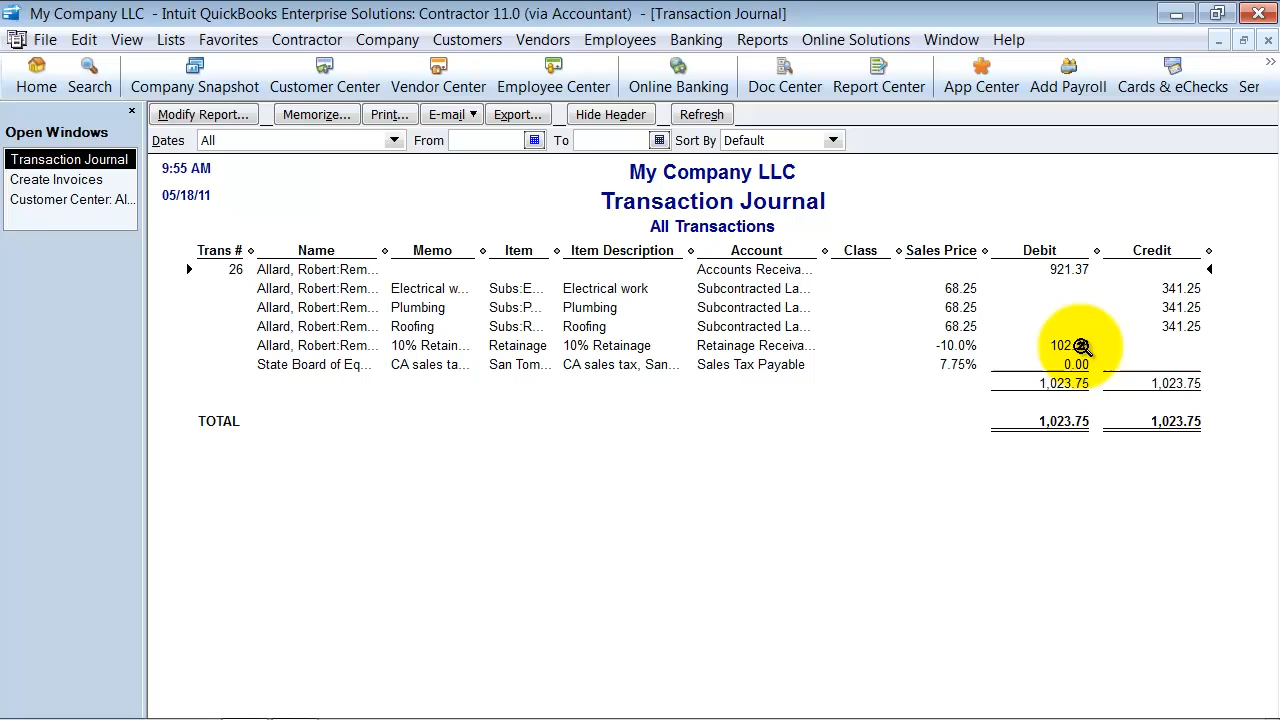 My Company LLC - Intuit QuickBooks Enterprise Solutions: Contractor 11.0 (via Accountant) - [Transaction Journal]
File Edit View Lists Favorites Contractor Company Customers Vendors Employees Banking Reports Online Solutions Window Help
Home Search Company Snapshot Customer Center Vendor Center Employee Center Online Banking Doc Center Report Center App Center Add Payroll Cards & eChecks Ser
Open Windows
Transaction Journal
Create Invoices
Customer Center: Al...
Modify Report... Memorize... Print... E-mail Export... Hide Header Refresh
Dates All From To Sort By Default
9:55 AM
05/18/11
My Company LLC
Transaction Journal
All Transactions
Trans # Name Memo Item Item Description Account Class Sales Price Debit Credit
26 Allard, Robert:Rem... Accounts Receiva... 921.37
Allard, Robert:Rem... Electrical w... Subs:E... Electrical work Subcontracted La... 68.25 341.25
Allard, Robert:Rem... Plumbing Subs:P... Plumbing Subcontracted La... 68.25 341.25
Allard, Robert:Rem... Roofing Subs:R... Roofing Subcontracted La... 68.25 341.25
Allard, Robert:Rem... 10% Retain... Retainage 10% Retainage Retainage Receiva... -10.0%
State Board of Eq... CA sales ta... San Tom... CA sales tax, San... Sales Tax Payable 7.75% 0.00
1,023.75 1,023.75
TOTAL 1,023.75 1,023.75